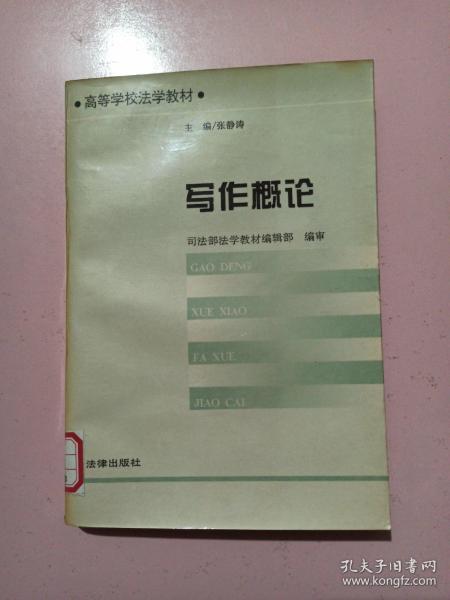 •高等学校法学教材•
主 编/张静涛
写作概论
司法部法学教材编辑部 编审
GAO DENG
XUE XIAO
FA XUE
JIAO CAI
法律出版社
孔夫子旧书网
www.kongfz.com